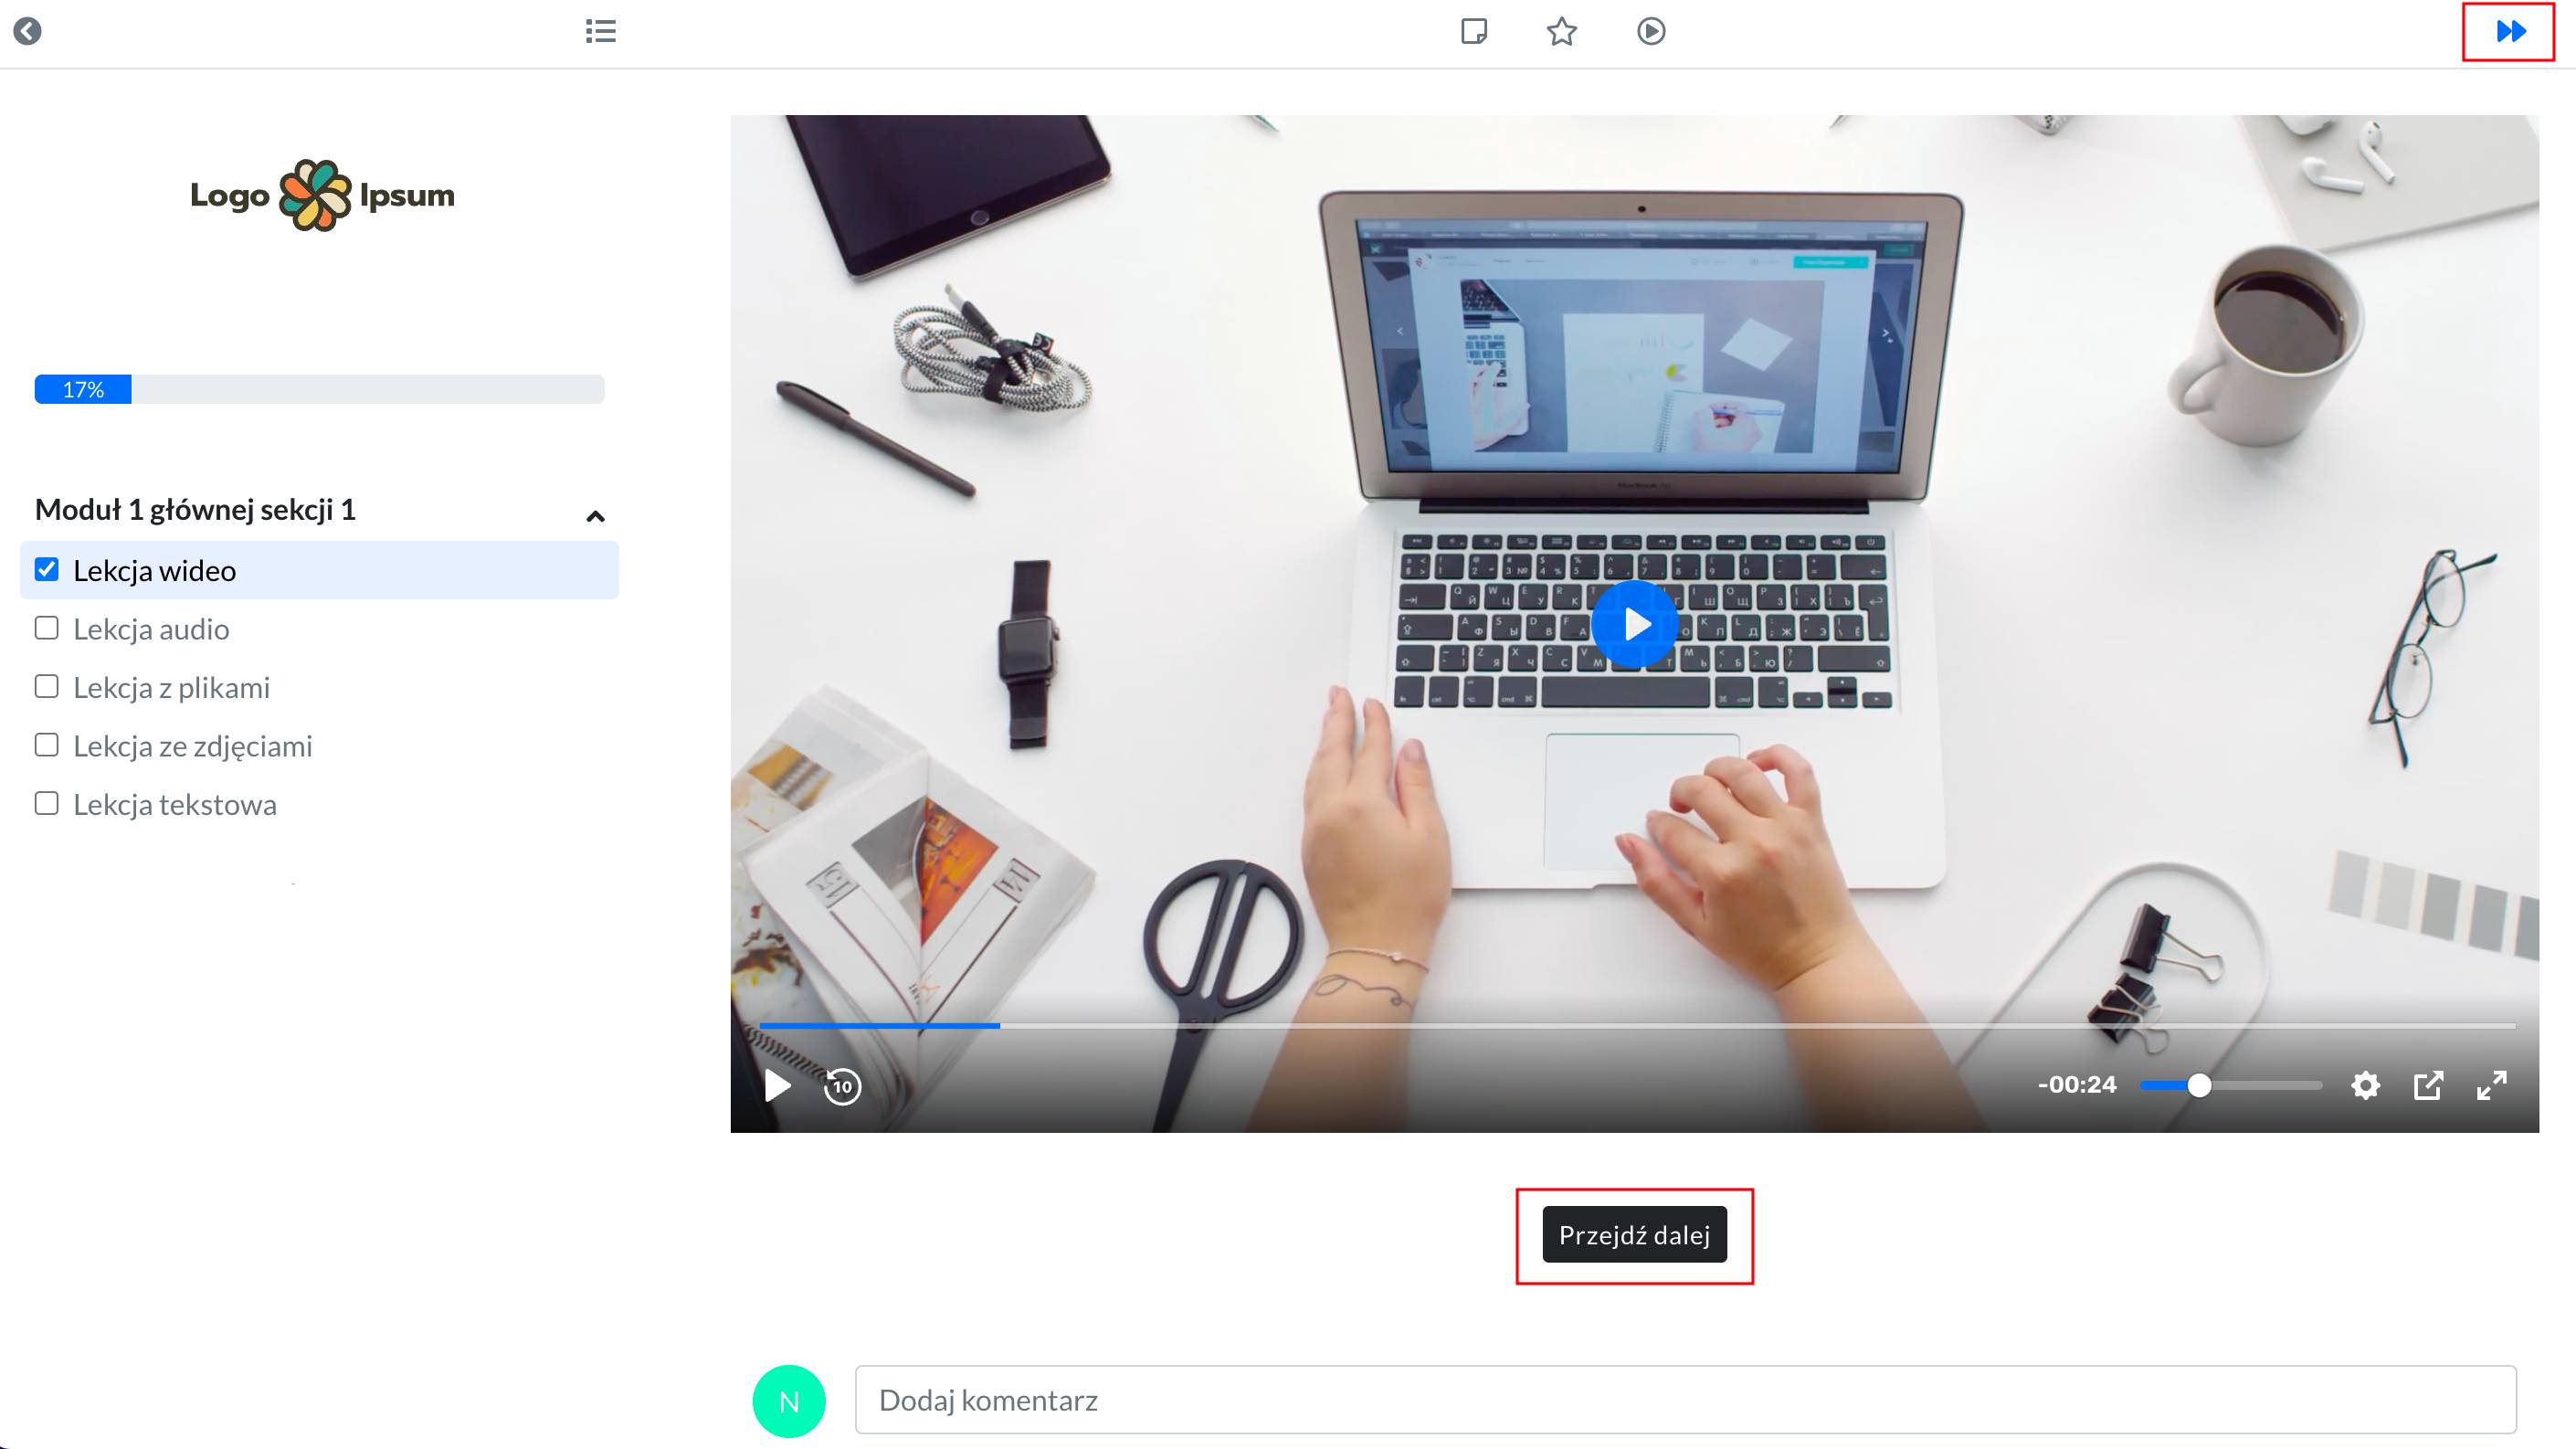 Logo Ipsum
17%
Moduł 1 głównej sekcji 1
Lekcja wideo
Lekcja audio
Lekcja z plikami
Lekcja ze zdjęciami
Lekcja tekstowa
10
-00:24
Przejdź dalej
N
Dodaj komentarz